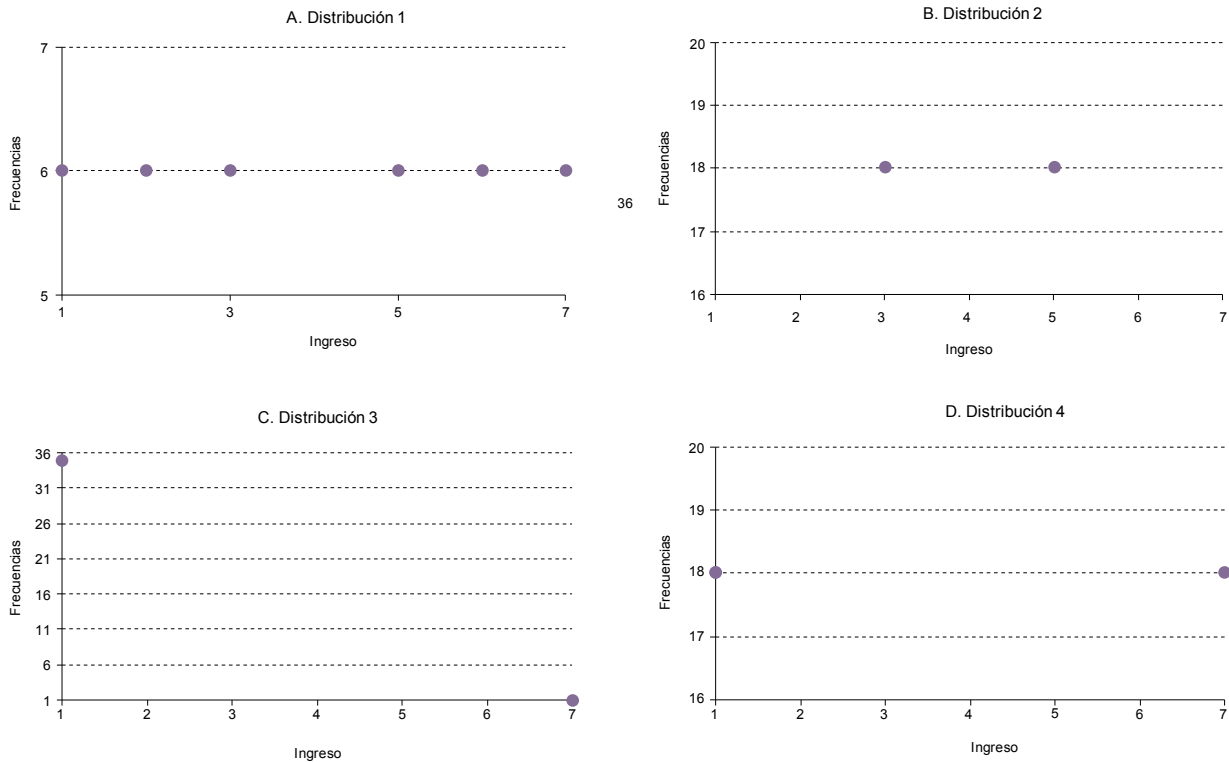 A. Distribución 1
7
6
5
Frecuencias
1 3 5 7
Ingreso
36
B. Distribución 2
20
19
18
17
16
Frecuencias
1 2 3 4 5 6 7
Ingreso
C. Distribución 3
36
31
26
21
16
11
6
1
Frecuencias
1 2 3 4 5 6 7
Ingreso
D. Distribución 4
20
19
18
17
16
Frecuencias
1 2 3 4 5 6 7
Ingreso